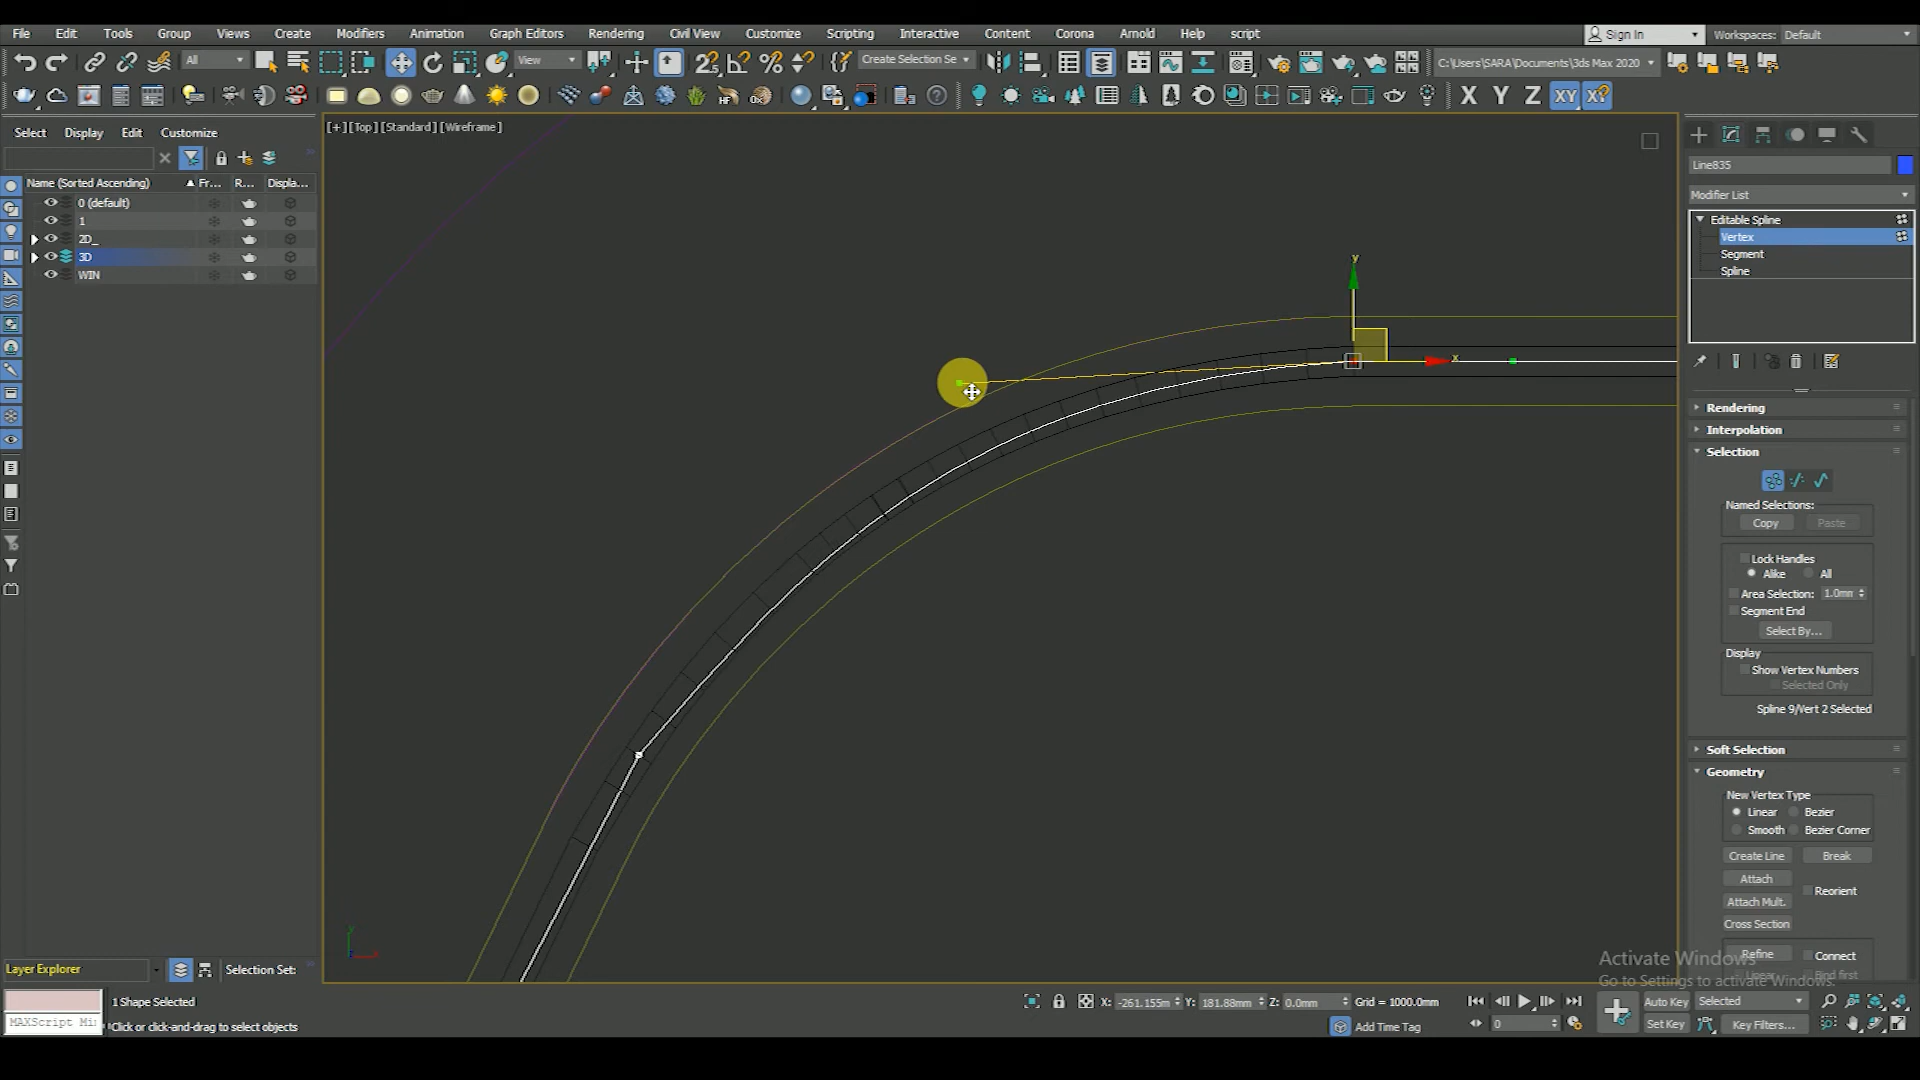 File Edit Tools Group Views Create Modifiers Animation Graph Editors Rendering Civil View Customize Scripting Interactive Content Corona Arnold Help script Sign In Workspaces: Default
All View Create Selection Se C:\Users\SARA\Documents\3ds Max 2020
X Y Z XY XY
Select Display Edit Customize
[+] [Top] [Standard] [Wireframe]
Name (Sorted Ascending) Fr... R... Displa...
0 (default)
1
2D_
3D
WIN
Line835
Modifier List
Editable Spline
Vertex
Segment
Spline
y
x
Rendering
Interpolation
Selection
Named Selections:
Copy Paste
Lock Handles
Alike All
Area Selection: 1.0mm
Segment End
Select By...
Display
Show Vertex Numbers
Selected Only
Spline 9/Vert 2 Selected
Soft Selection
Geometry
New Vertex Type
Linear Bezier
Smooth Bezier Corner
Create Line Break
Attach
Reorient
Attach Mult.
Cross Section
Refine Connect
Linear Bind first
Activate Windows
Go to Settings to activate Windows.
Layer Explorer Selection Set:
1 Shape Selected
MAXScript Mi
Click or click-and-drag to select objects
X: -261.155m Y: 181.88mm Z: 0.0mm Grid = 1000.0mm
Add Time Tag
0
Auto Key Selected
Set Key Key Filters...